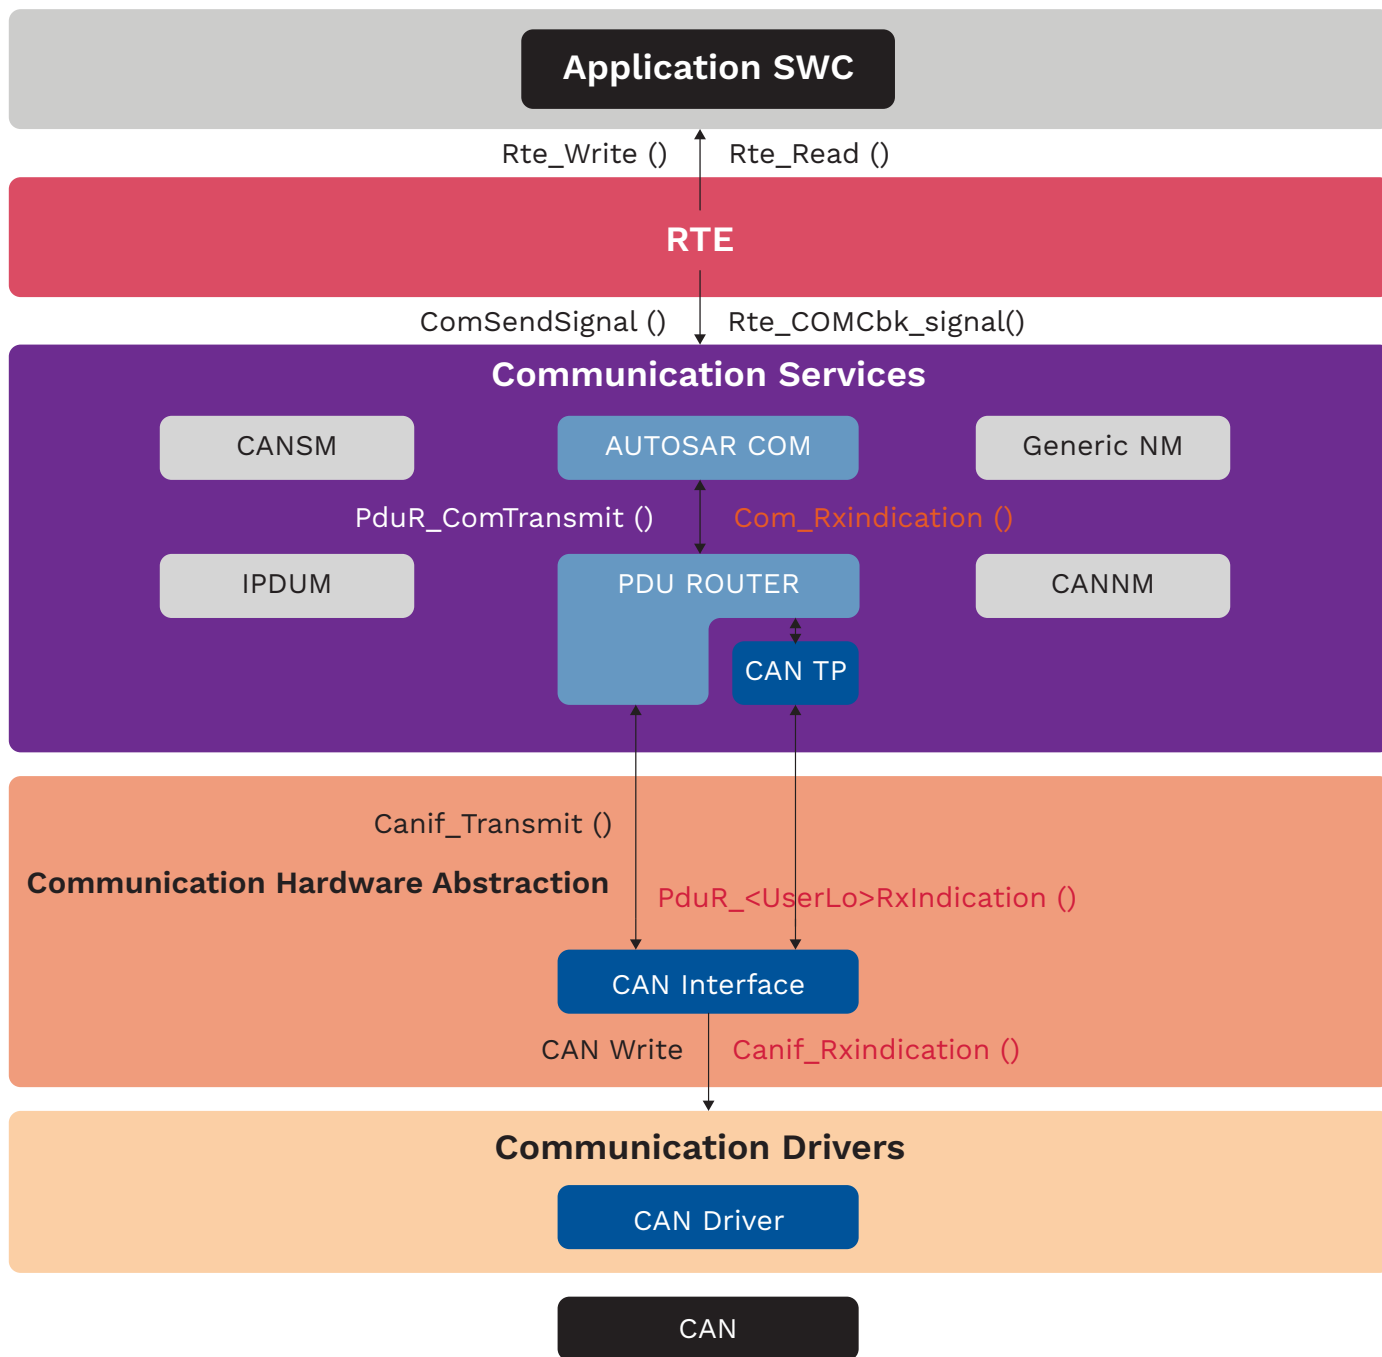 Application SWC
Rte_Write () Rte_Read ()
RTE
ComSendSignal () Rte_COMCbk_signal()
Communication Services
CANSM AUTOSAR COM Generic NM
PduR_ComTransmit () Com_Rxindication ()
IPDUM PDU ROUTER CANNM
CAN TP
Canif_Transmit ()
Communication Hardware Abstraction
PduR_<UserLo>RxIndication ()
CAN Interface
CAN Write Canif_Rxindication ()
Communication Drivers
CAN Driver
CAN